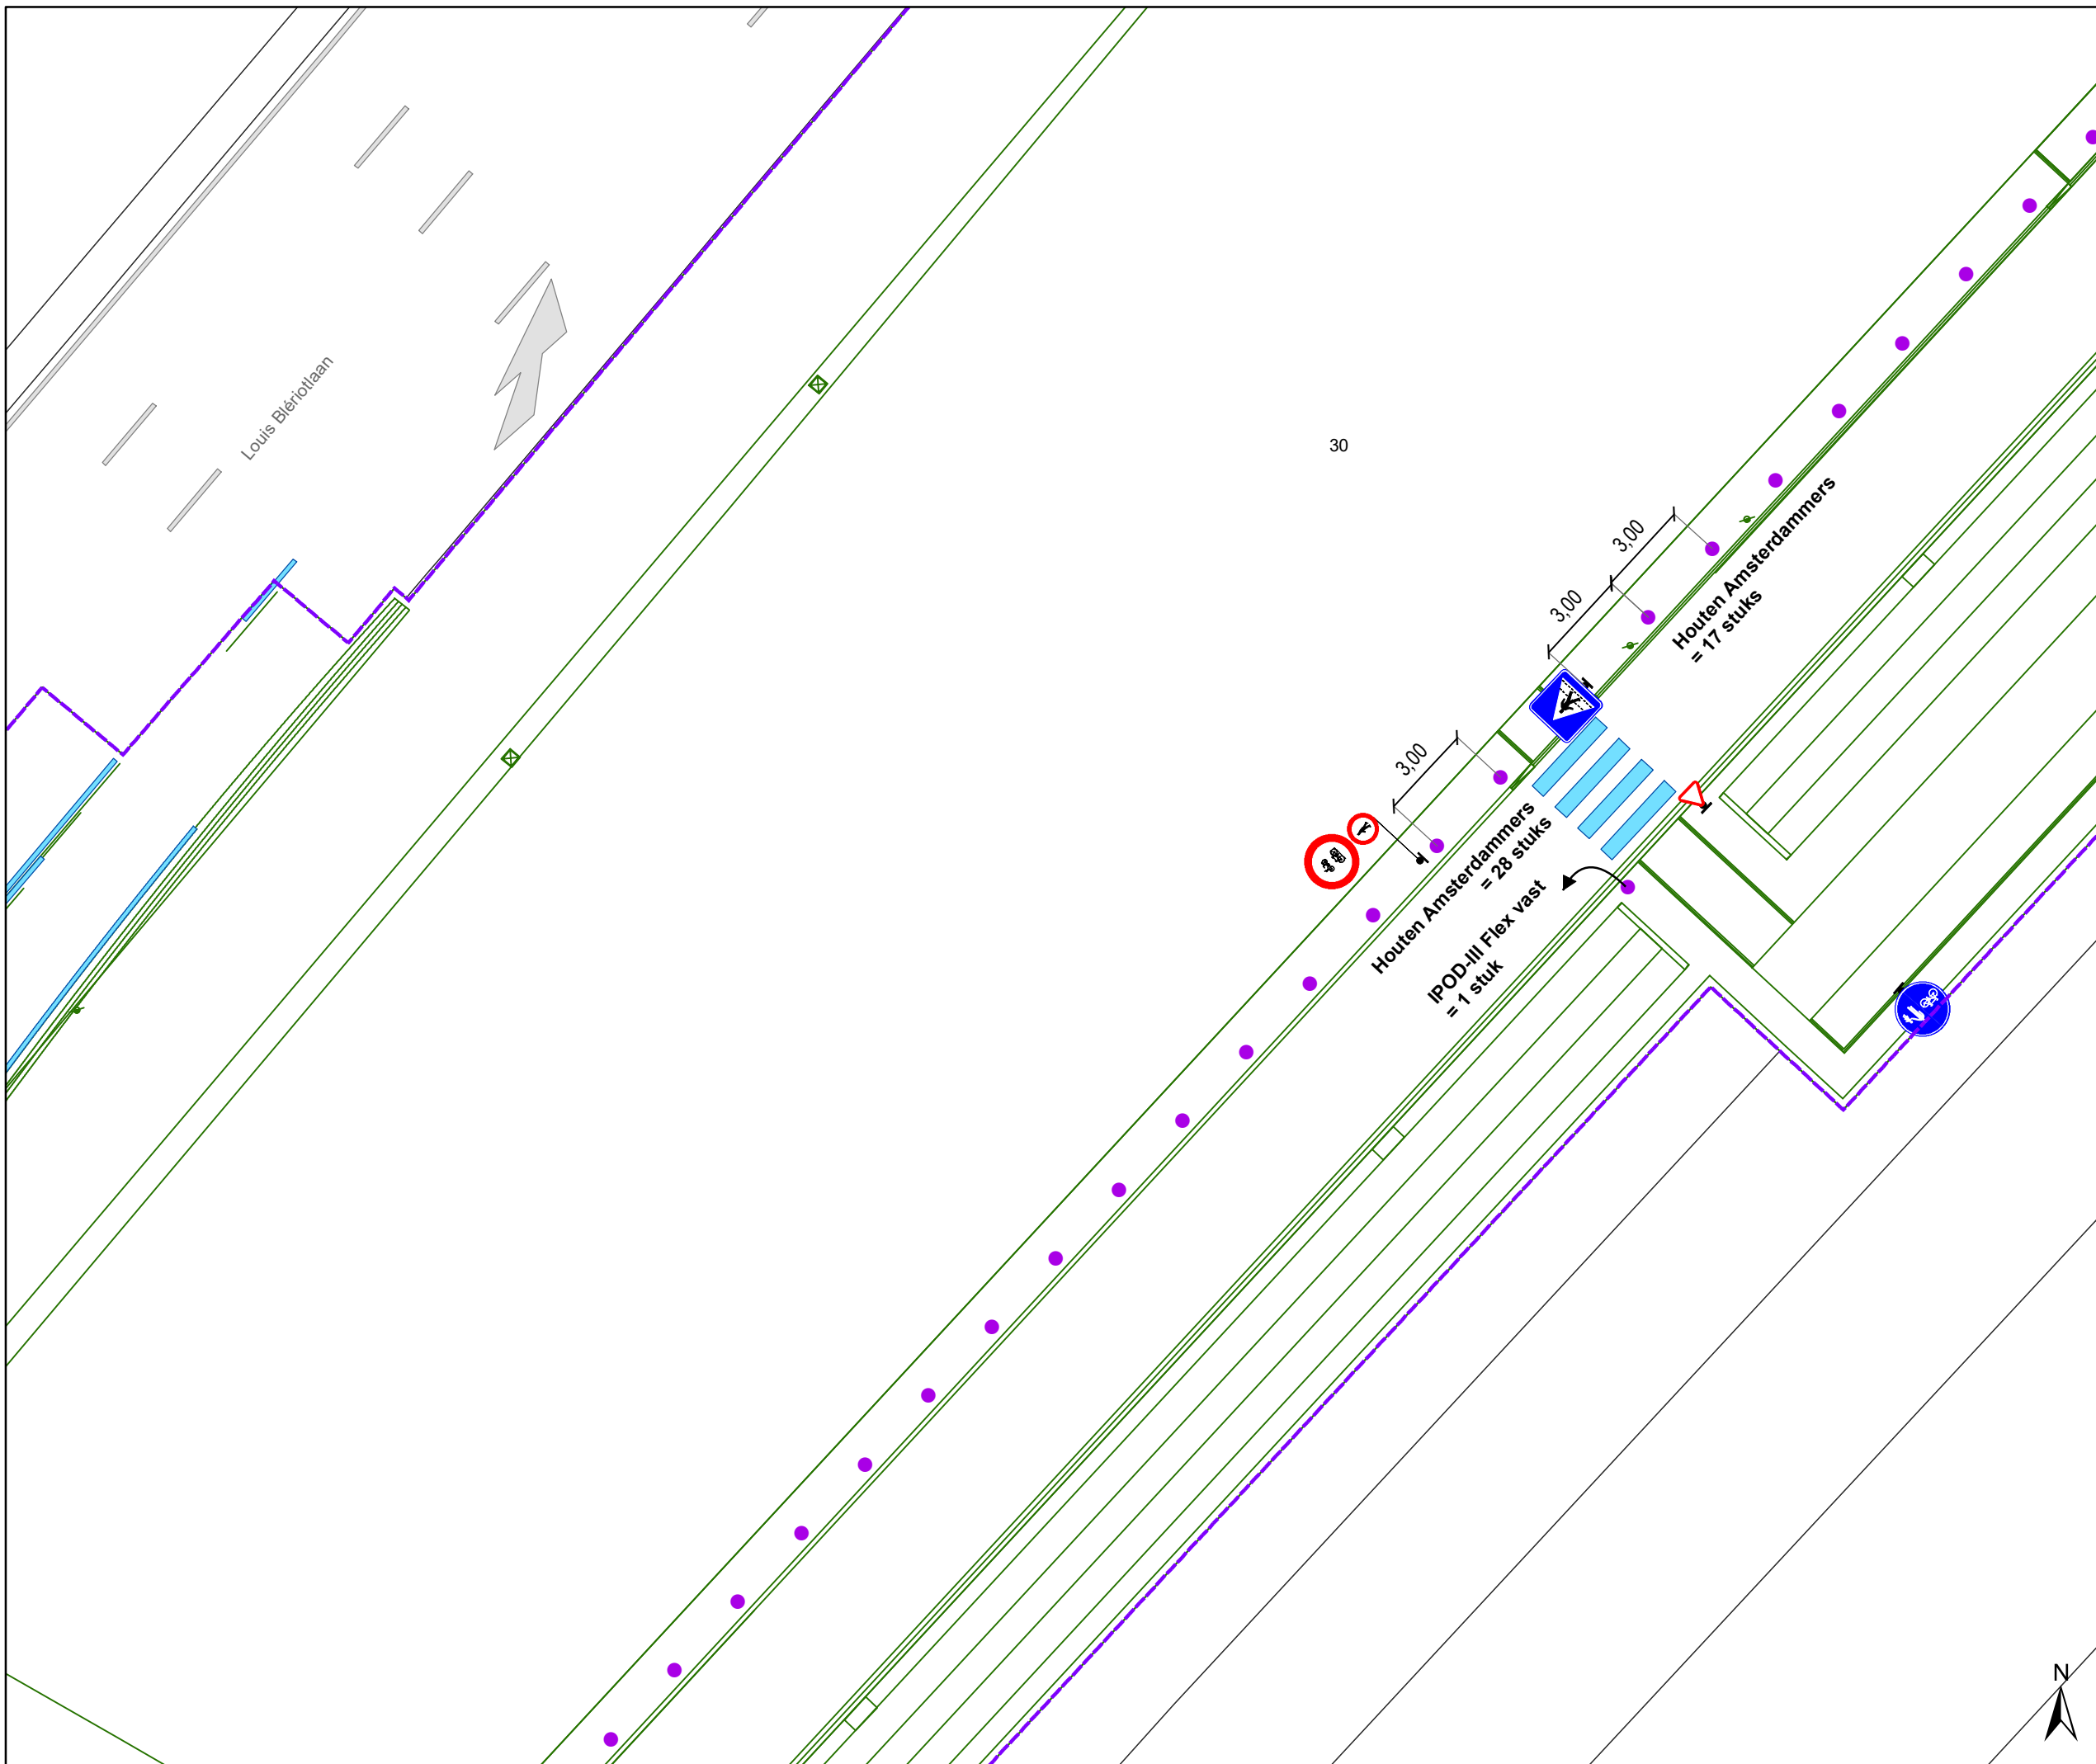 Louis Blériotlaan
30
3,00
3,00
Houten Amsterdammers
= 17 stuks
3,00
Houten Amsterdammers
= 28 stuks
IPOD-III Flex vast
= 1 stuk
N